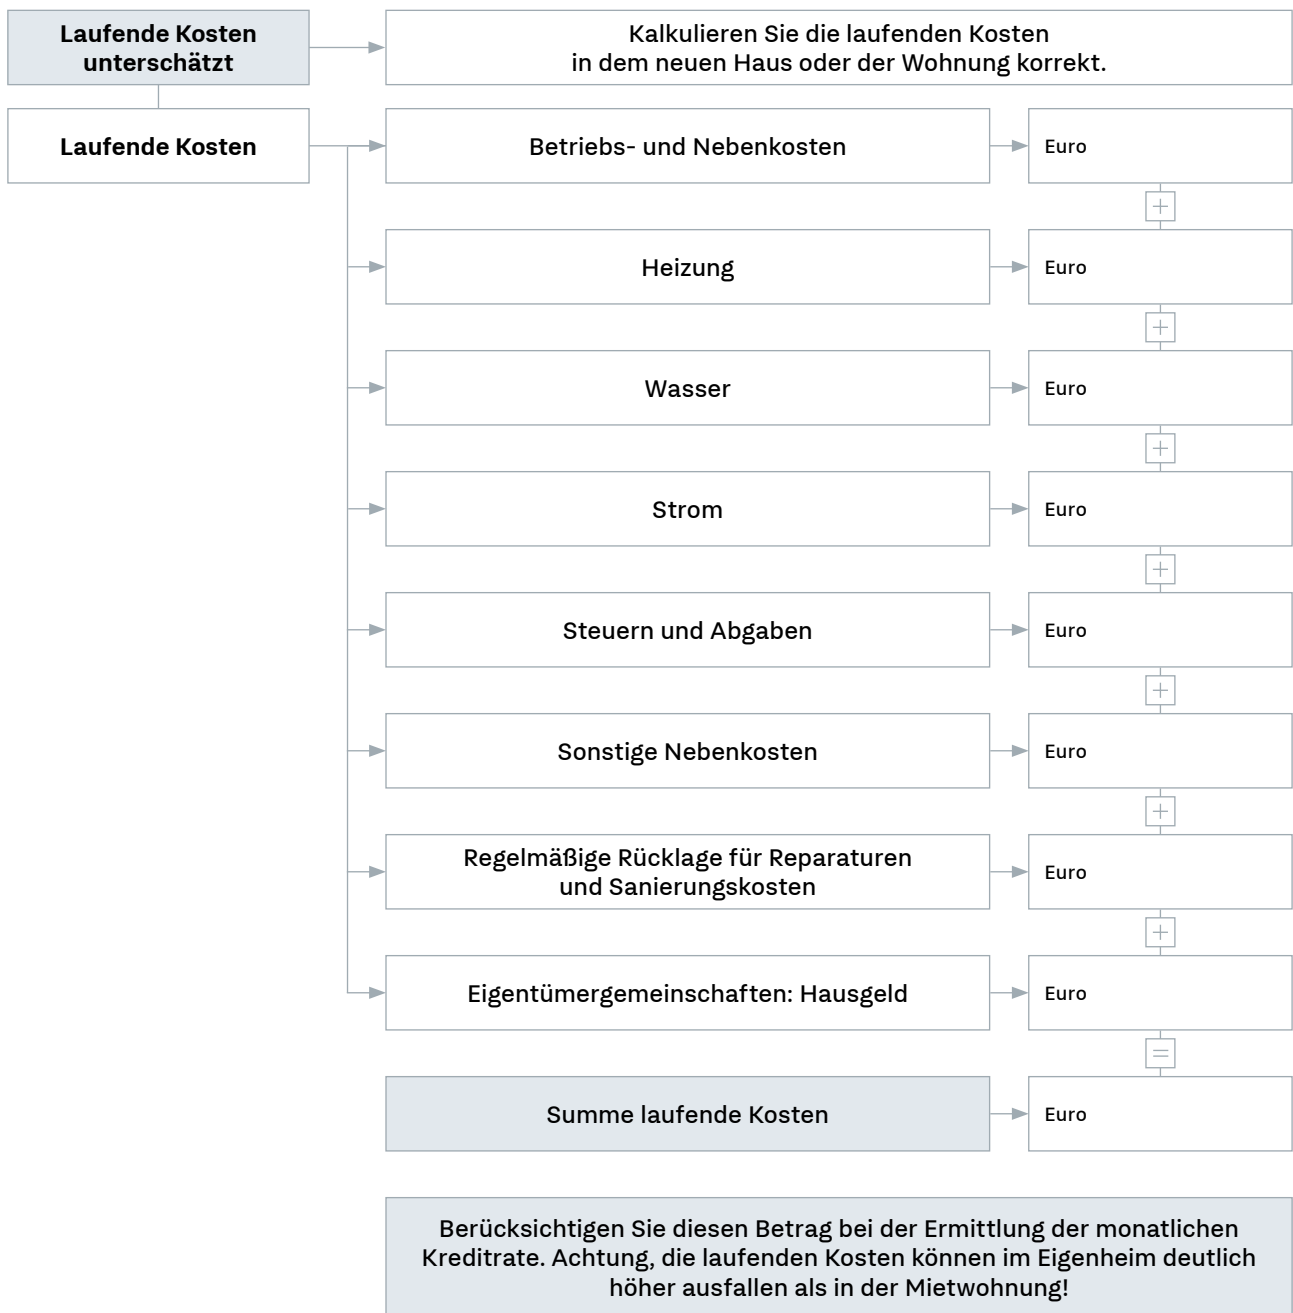 Laufende Kosten
unterschätzt
Kalkulieren Sie die laufenden Kosten
in dem neuen Haus oder der Wohnung korrekt.
Laufende Kosten
Betriebs- und Nebenkosten
Euro
+
Heizung
Euro
+
Wasser
Euro
+
Strom
Euro
+
Steuern und Abgaben
Euro
+
Sonstige Nebenkosten
Euro
+
Regelmäßige Rücklage für Reparaturen
und Sanierungskosten
Euro
+
Eigentümergemeinschaften: Hausgeld
Euro
=
Summe laufende Kosten
Euro
Berücksichtigen Sie diesen Betrag bei der Ermittlung der monatlichen
Kreditrate. Achtung, die laufenden Kosten können im Eigenheim deutlich
höher ausfallen als in der Mietwohnung!